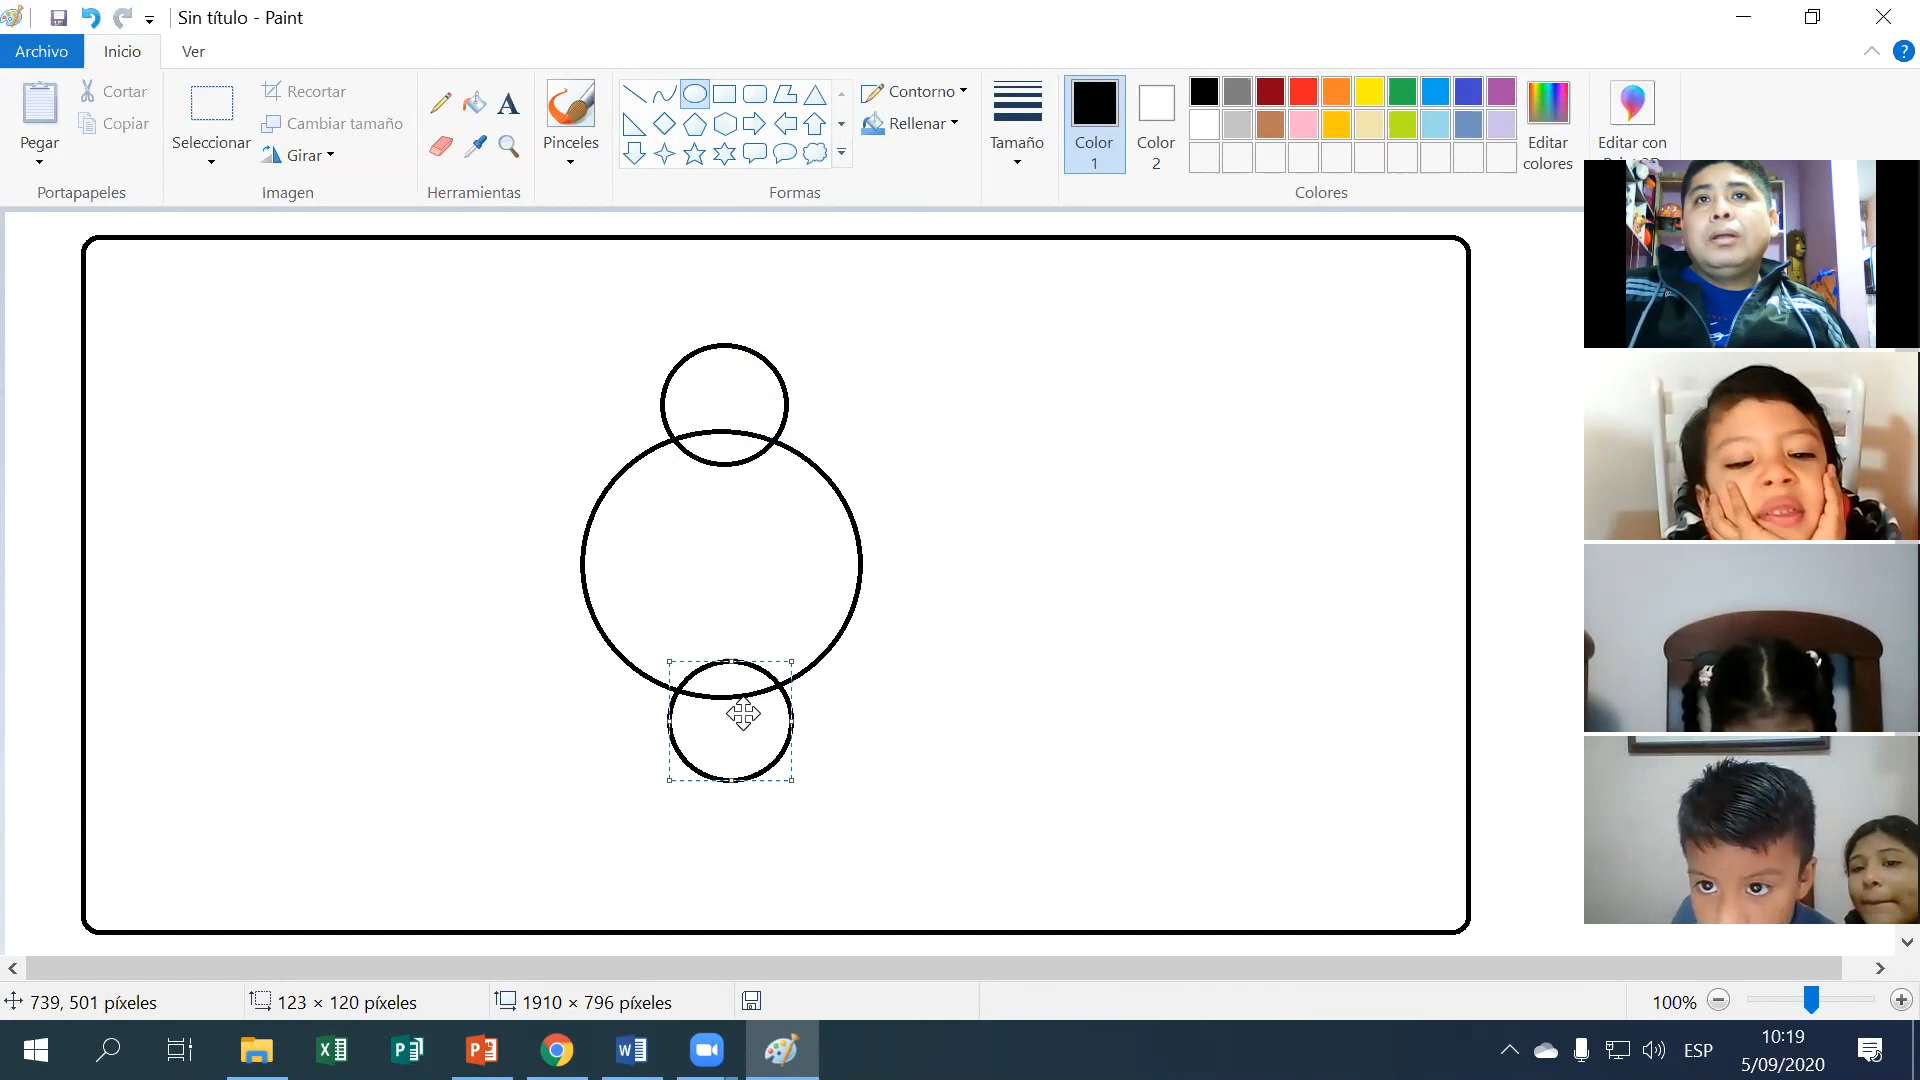 Sin título - Paint
Archivo
Inicio
Ver
Pegar
Cortar
Copiar
Portapapeles
Seleccionar
Recortar
Cambiar tamaño
Girar
Imagen
A
Herramientas
Pinceles
Contorno
Rellenar
Formas
Tamaño
Color
1
Color
2
Editar
colores
Colores
Editar con
739, 501 píxeles
123 × 120 píxeles
1910 × 796 píxeles
100%
ESP
10:19
5/09/2020